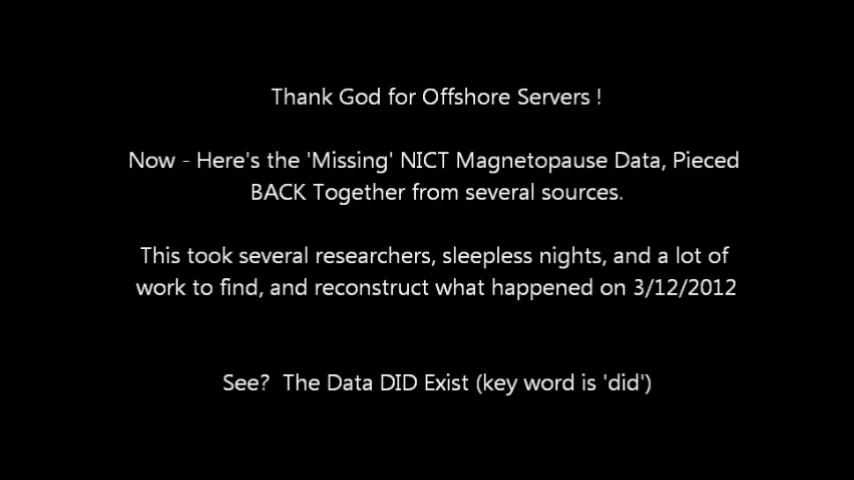 Thank God for Offshore Servers !
Now - Here's the 'Missing' NICT Magnetopause Data, Pieced
BACK Together from several sources.
This took several researchers, sleepless nights, and a lot of
work to find, and reconstruct what happened on 3/12/2012
See?  The Data DID Exist (key word is 'did')